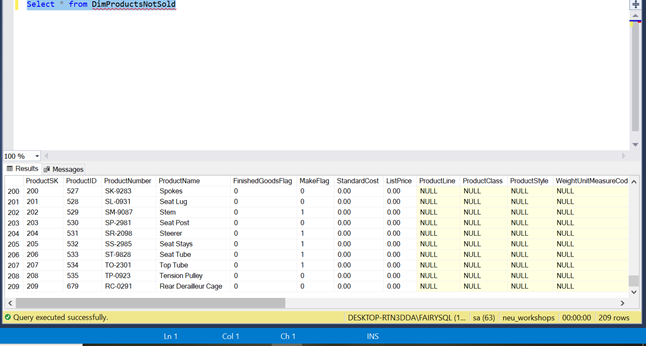 Select * from DimProductsNotSold
100 %
Results Messages
ProductSK ProductID ProductNumber ProductName FinishedGoodsFlag MakeFlag StandardCost ListPrice ProductLine ProductClass ProductStyle WeightUnitMeasureCod
200 200 527 SK-9283 Spokes 0 0 0.00 0.00 NULL NULL NULL NULL
201 201 528 SL-0931 Seat Lug 0 0 0.00 0.00 NULL NULL NULL NULL
202 202 529 SM-9087 Stem 0 1 0.00 0.00 NULL NULL NULL NULL
203 203 530 SP-2981 Seat Post 0 0 0.00 0.00 NULL NULL NULL NULL
204 204 531 SR-2098 Steerer 0 1 0.00 0.00 NULL NULL NULL NULL
205 205 532 SS-2985 Seat Stays 0 1 0.00 0.00 NULL NULL NULL NULL
206 206 533 ST-9828 Seat Tube 0 1 0.00 0.00 NULL NULL NULL NULL
207 207 534 TO-2301 Top Tube 0 1 0.00 0.00 NULL NULL NULL NULL
208 208 535 TP-0923 Tension Pulley 0 0 0.00 0.00 NULL NULL NULL NULL
209 209 679 RC-0291 Rear Derailleur Cage 0 0 0.00 0.00 NULL NULL NULL NULL
Query executed successfully. DESKTOP-RTN3DDA\FAIRYSQL (1... sa (63) neu_workshops 00:00:00 209 rows
Ln 1 Col 1 Ch 1 INS